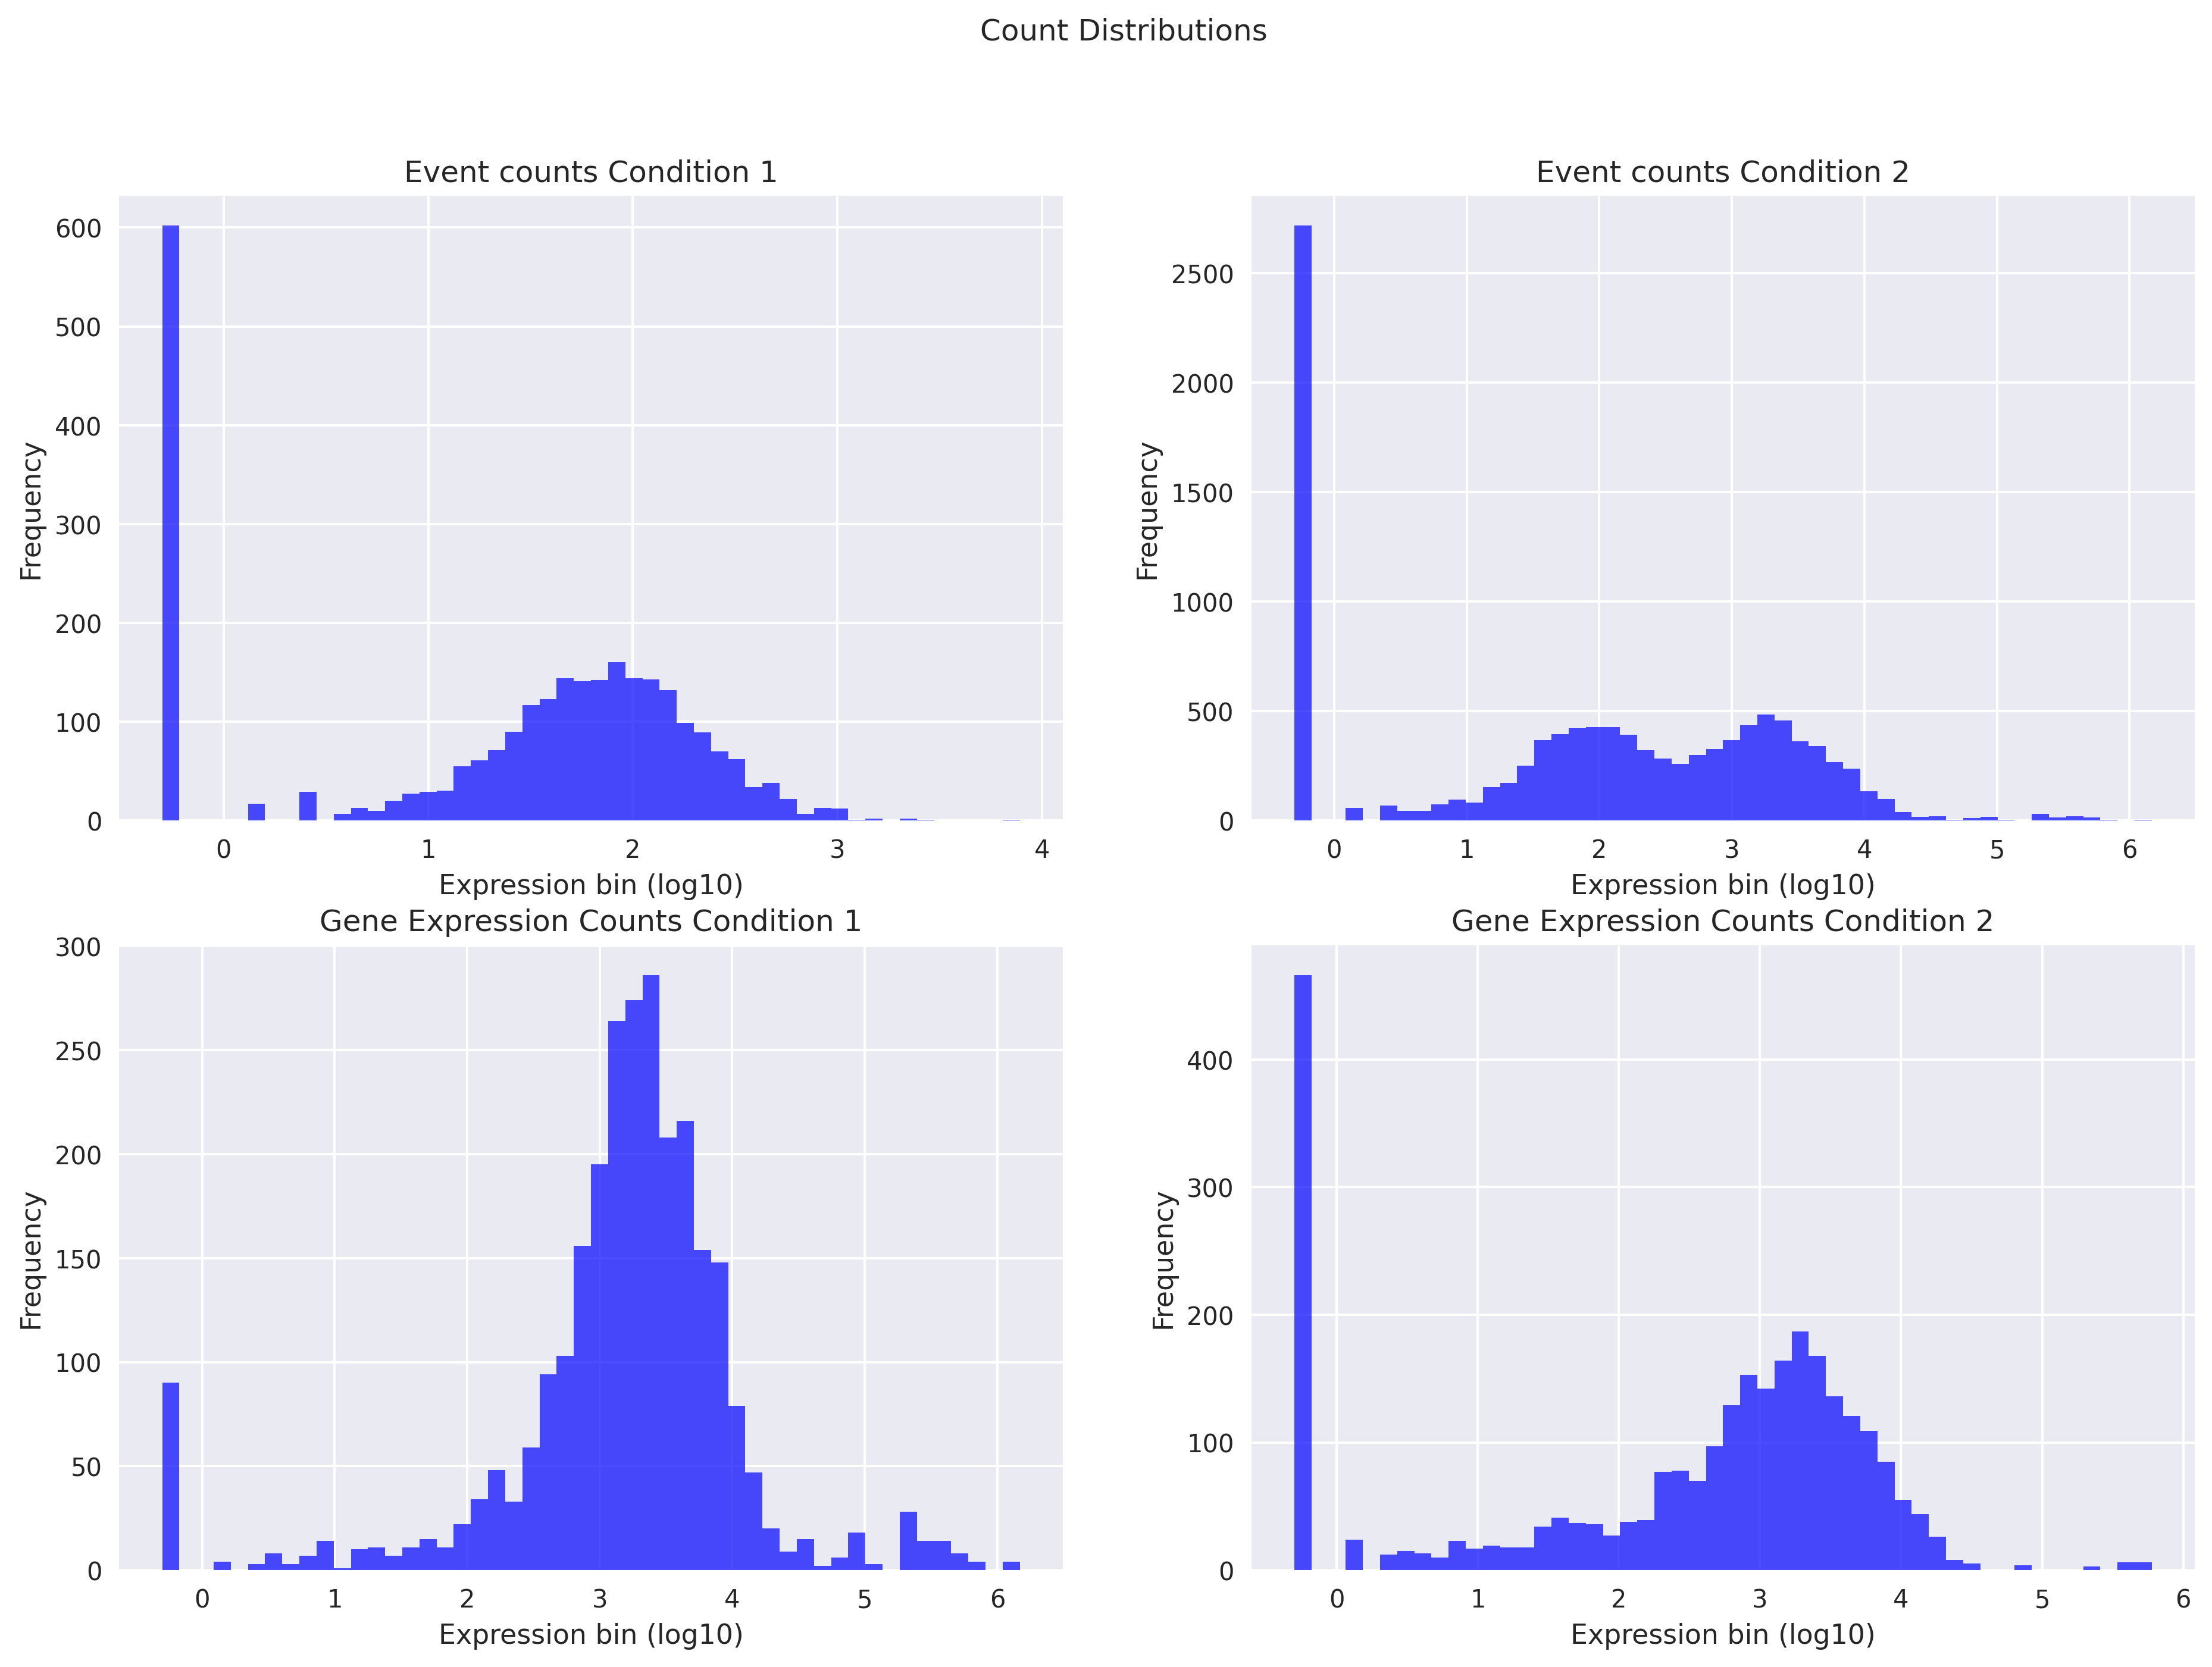 Count Distributions
Event counts Condition 1
Frequency
600
500
400
300
200
100
0
0 1 2 3 4
Expression bin (log10)
Event counts Condition 2
Frequency
2500
2000
1500
1000
500
0
0 1 2 3 4 5 6
Expression bin (log10)
Gene Expression Counts Condition 1
Frequency
300
250
200
150
100
50
0
0 1 2 3 4 5 6
Expression bin (log10)
Gene Expression Counts Condition 2
Frequency
400
300
200
100
0
0 1 2 3 4 5 6
Expression bin (log10)